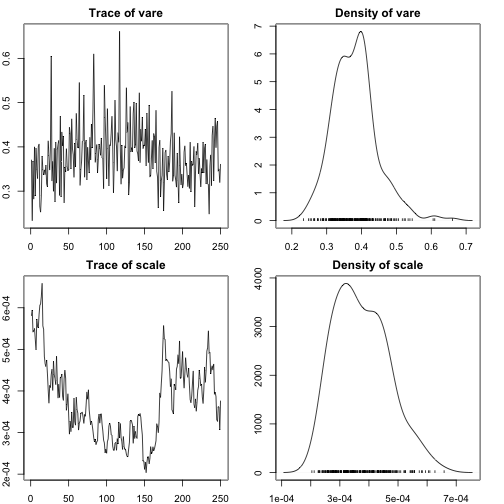 Trace of vare
0.6
0.5
0.4
0.3
0 50 100 150 200 250
Density of vare
7
6
5
4
3
2
1
0
0.2 0.3 0.4 0.5 0.6 0.7
Trace of scale
6e-04
5e-04
4e-04
3e-04
2e-04
0 50 100 150 200 250
Density of scale
4000
3000
2000
1000
0
1e-04 3e-04 5e-04 7e-04